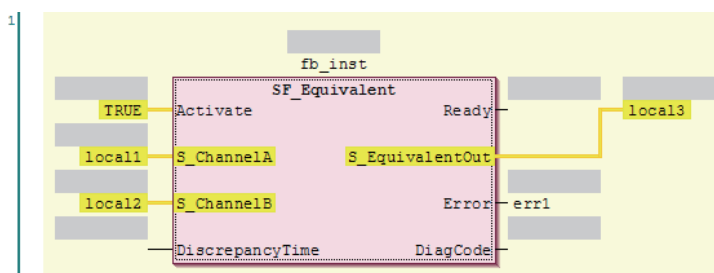 1
fb_inst
SF_Equivalent
TRUE Activate Ready local3
local1 S_ChannelA S_EquivalentOut
local2 S_ChannelB Error err1
DiscrepancyTime DiagCode